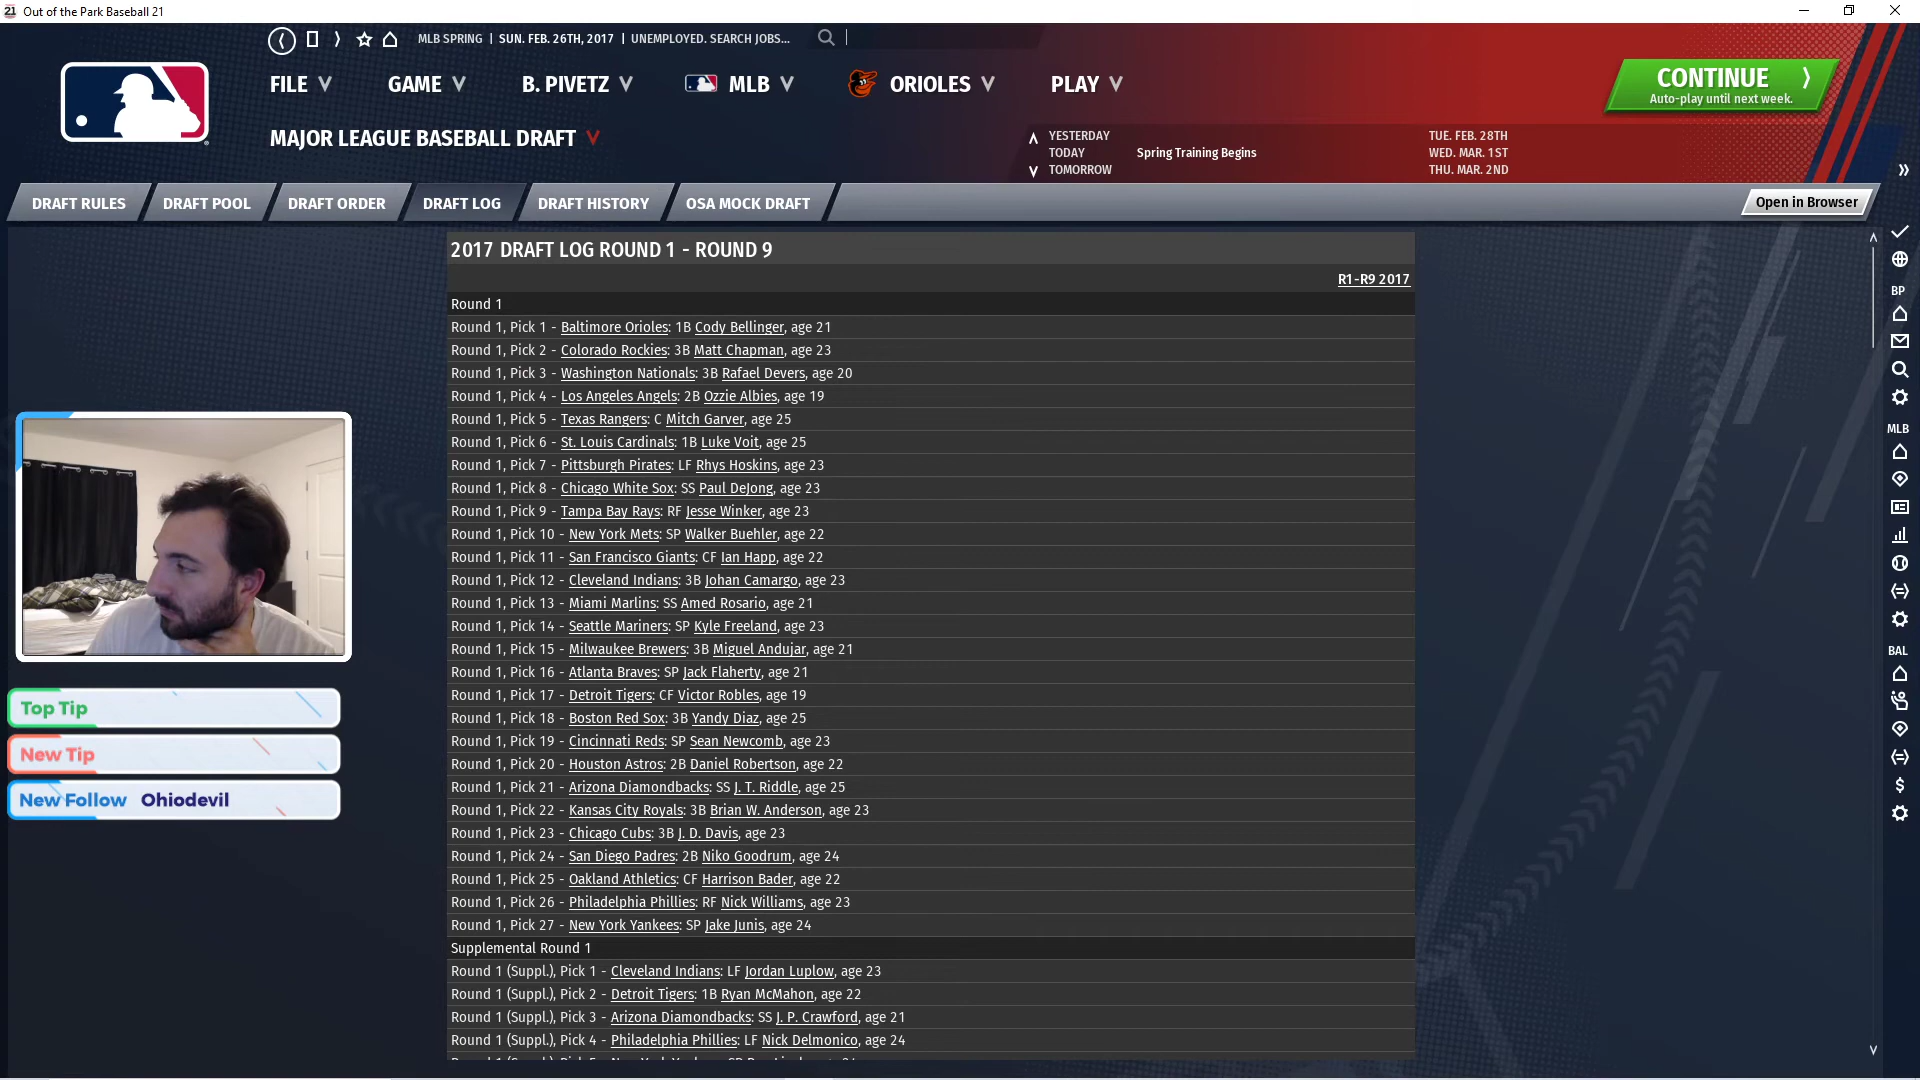 Out of the Park Baseball 21
MLB SPRING | SUN. FEB. 26TH, 2017 | UNEMPLOYED. SEARCH JOBS...
FILE GAME B. PIVETZ MLB ORIOLES PLAY
CONTINUE
Auto-play until next week.
MAJOR LEAGUE BASEBALL DRAFT
YESTERDAY TUE. FEB. 28TH
TODAY Spring Training Begins WED. MAR. 1ST
TOMORROW THU. MAR. 2ND
DRAFT RULES DRAFT POOL DRAFT ORDER DRAFT LOG DRAFT HISTORY OSA MOCK DRAFT Open in Browser
2017 DRAFT LOG ROUND 1 - ROUND 9
R1-R9 2017
Round 1
Round 1, Pick 1 - Baltimore Orioles: 1B Cody Bellinger, age 21
Round 1, Pick 2 - Colorado Rockies: 3B Matt Chapman, age 23
Round 1, Pick 3 - Washington Nationals: 3B Rafael Devers, age 20
Round 1, Pick 4 - Los Angeles Angels: 2B Ozzie Albies, age 19
Round 1, Pick 5 - Texas Rangers: C Mitch Garver, age 25
Round 1, Pick 6 - St. Louis Cardinals: 1B Luke Voit, age 25
Round 1, Pick 7 - Pittsburgh Pirates: LF Rhys Hoskins, age 23
Round 1, Pick 8 - Chicago White Sox: SS Paul DeJong, age 23
Round 1, Pick 9 - Tampa Bay Rays: RF Jesse Winker, age 23
Round 1, Pick 10 - New York Mets: SP Walker Buehler, age 22
Round 1, Pick 11 - San Francisco Giants: CF Ian Happ, age 22
Round 1, Pick 12 - Cleveland Indians: 3B Johan Camargo, age 23
Round 1, Pick 13 - Miami Marlins: SS Amed Rosario, age 21
Round 1, Pick 14 - Seattle Mariners: SP Kyle Freeland, age 23
Round 1, Pick 15 - Milwaukee Brewers: 3B Miguel Andujar, age 21
Round 1, Pick 16 - Atlanta Braves: SP Jack Flaherty, age 21
Round 1, Pick 17 - Detroit Tigers: CF Victor Robles, age 19
Round 1, Pick 18 - Boston Red Sox: 3B Yandy Diaz, age 25
Round 1, Pick 19 - Cincinnati Reds: SP Sean Newcomb, age 23
Round 1, Pick 20 - Houston Astros: 2B Daniel Robertson, age 22
Round 1, Pick 21 - Arizona Diamondbacks: SS J. T. Riddle, age 25
Round 1, Pick 22 - Kansas City Royals: 3B Brian W. Anderson, age 23
Round 1, Pick 23 - Chicago Cubs: 3B J. D. Davis, age 23
Round 1, Pick 24 - San Diego Padres: 2B Niko Goodrum, age 24
Round 1, Pick 25 - Oakland Athletics: CF Harrison Bader, age 22
Round 1, Pick 26 - Philadelphia Phillies: RF Nick Williams, age 23
Round 1, Pick 27 - New York Yankees: SP Jake Junis, age 24
Supplemental Round 1
Round 1 (Suppl.), Pick 1 - Cleveland Indians: LF Jordan Luplow, age 23
Round 1 (Suppl.), Pick 2 - Detroit Tigers: 1B Ryan McMahon, age 22
Round 1 (Suppl.), Pick 3 - Arizona Diamondbacks: SS J. P. Crawford, age 21
Round 1 (Suppl.), Pick 4 - Philadelphia Phillies: LF Nick Delmonico, age 24
Top Tip
New Tip
New Follow Ohiodevil
BP
MLB
BAL